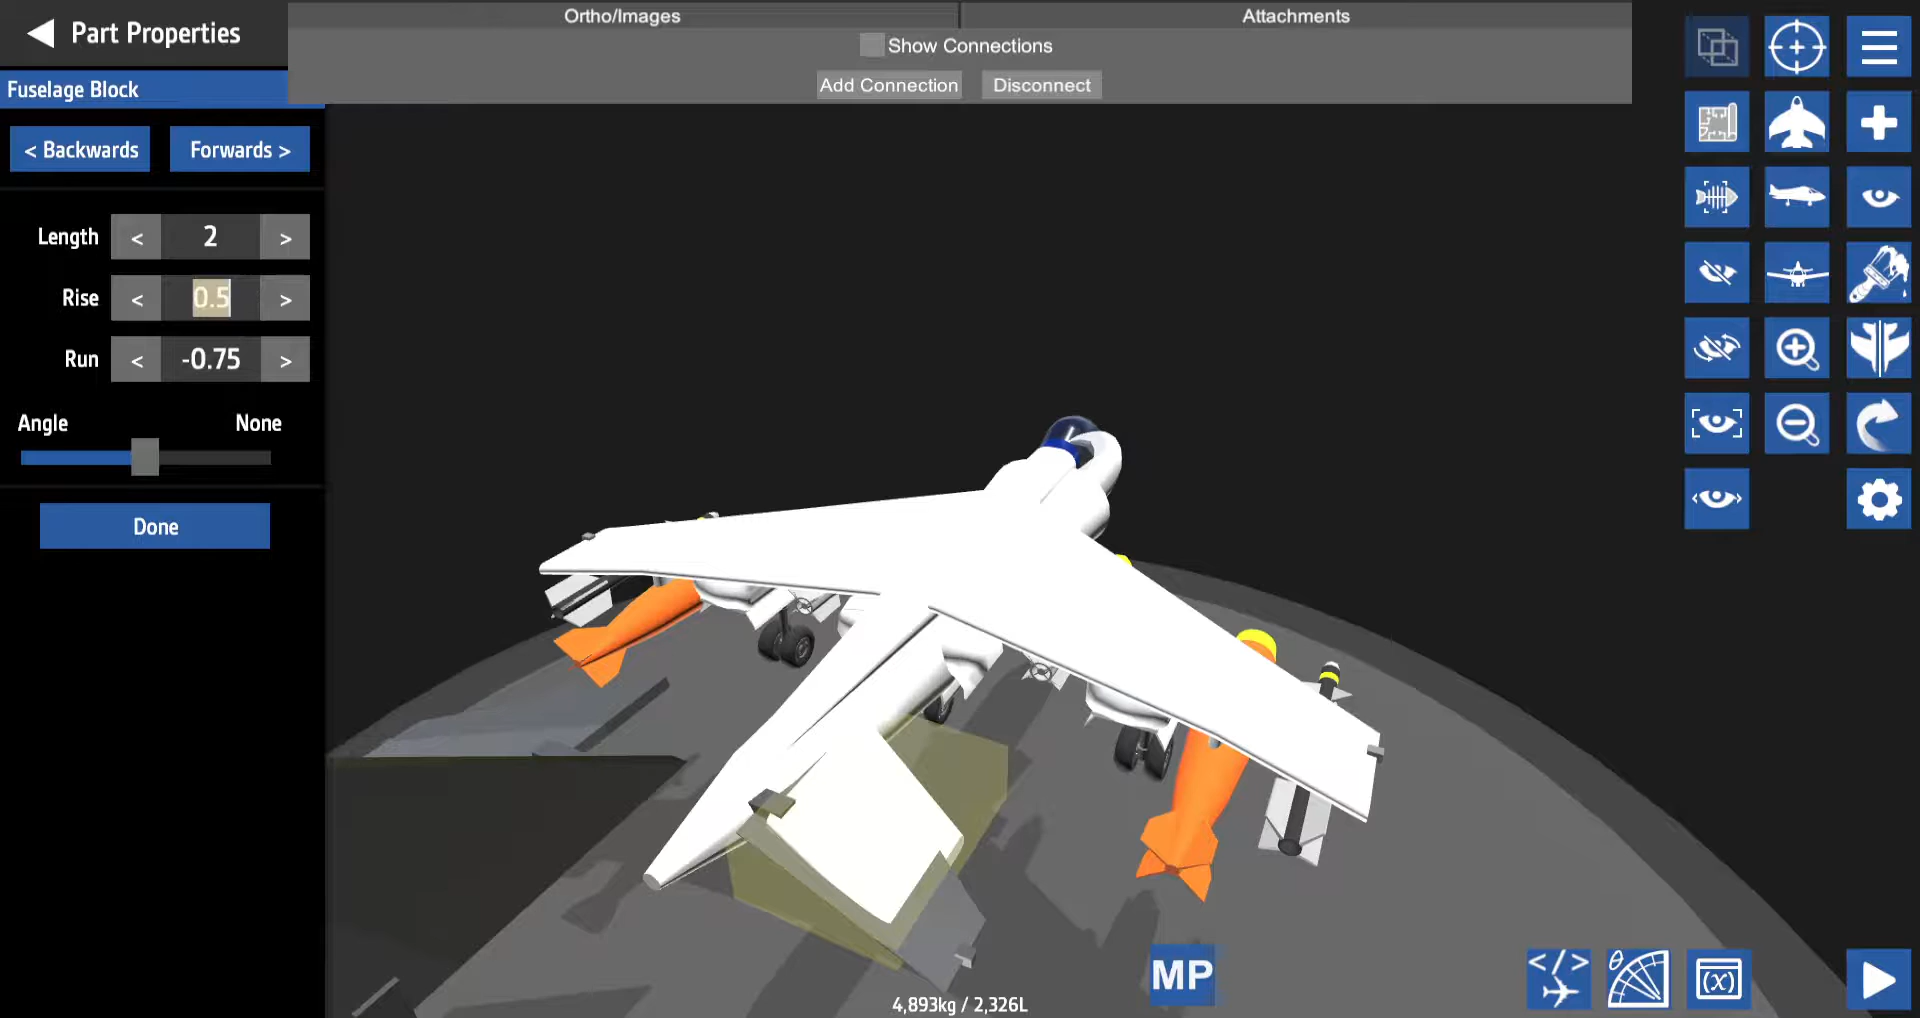 Part Properties
Ortho/Images
Attachments
Show Connections
Add Connection
Disconnect
Fuselage Block
< Backwards
Forwards >
Length
<
2
>
Rise
<
0.5
>
Run
<
-0.75
>
Angle
None
Done
MP
4,893kg / 2,326L
</>
θ
(x)